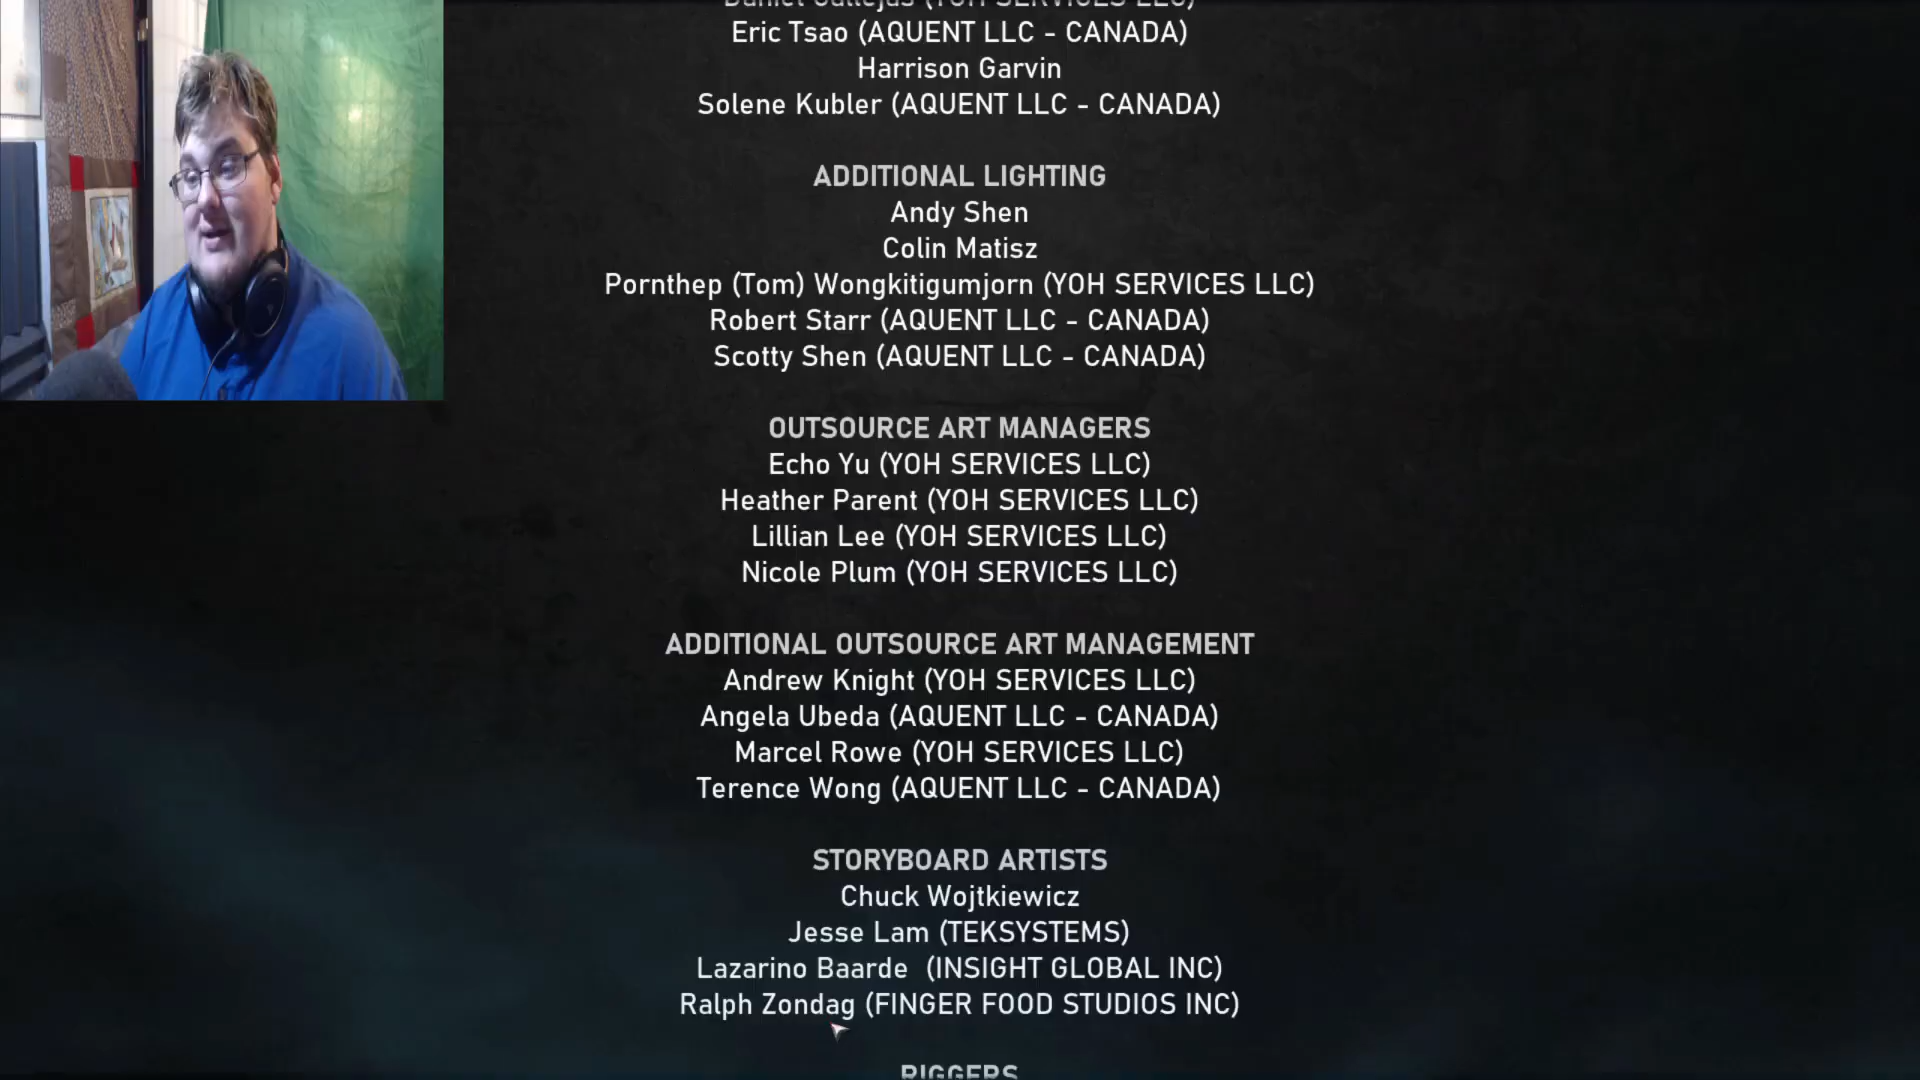 Daniel Callejas (YOH SERVICES LLC)
Eric Tsao (AQUENT LLC - CANADA)
Harrison Garvin
Solene Kubler (AQUENT LLC - CANADA)
ADDITIONAL LIGHTING
Andy Shen
Colin Matisz
Pornthep (Tom) Wongkitigumjorn (YOH SERVICES LLC)
Robert Starr (AQUENT LLC - CANADA)
Scotty Shen (AQUENT LLC - CANADA)
OUTSOURCE ART MANAGERS
Echo Yu (YOH SERVICES LLC)
Heather Parent (YOH SERVICES LLC)
Lillian Lee (YOH SERVICES LLC)
Nicole Plum (YOH SERVICES LLC)
ADDITIONAL OUTSOURCE ART MANAGEMENT
Andrew Knight (YOH SERVICES LLC)
Angela Ubeda (AQUENT LLC - CANADA)
Marcel Rowe (YOH SERVICES LLC)
Terence Wong (AQUENT LLC - CANADA)
STORYBOARD ARTISTS
Chuck Wojtkiewicz
Jesse Lam (TEKSYSTEMS)
Lazarino Baarde (INSIGHT GLOBAL INC)
Ralph Zondag (FINGER FOOD STUDIOS INC)
RIGGERS